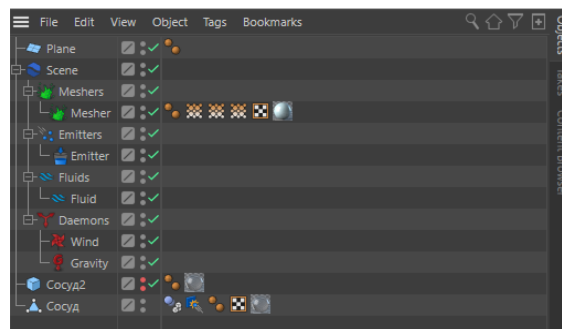 File Edit View Object Tags Bookmarks
Objects
Takes
Content Browser
Plane
Scene
Meshers
Mesher
Emitters
Emitter
Fluids
Fluid
Daemons
Wind
Gravity
Сосуд2
Сосуд